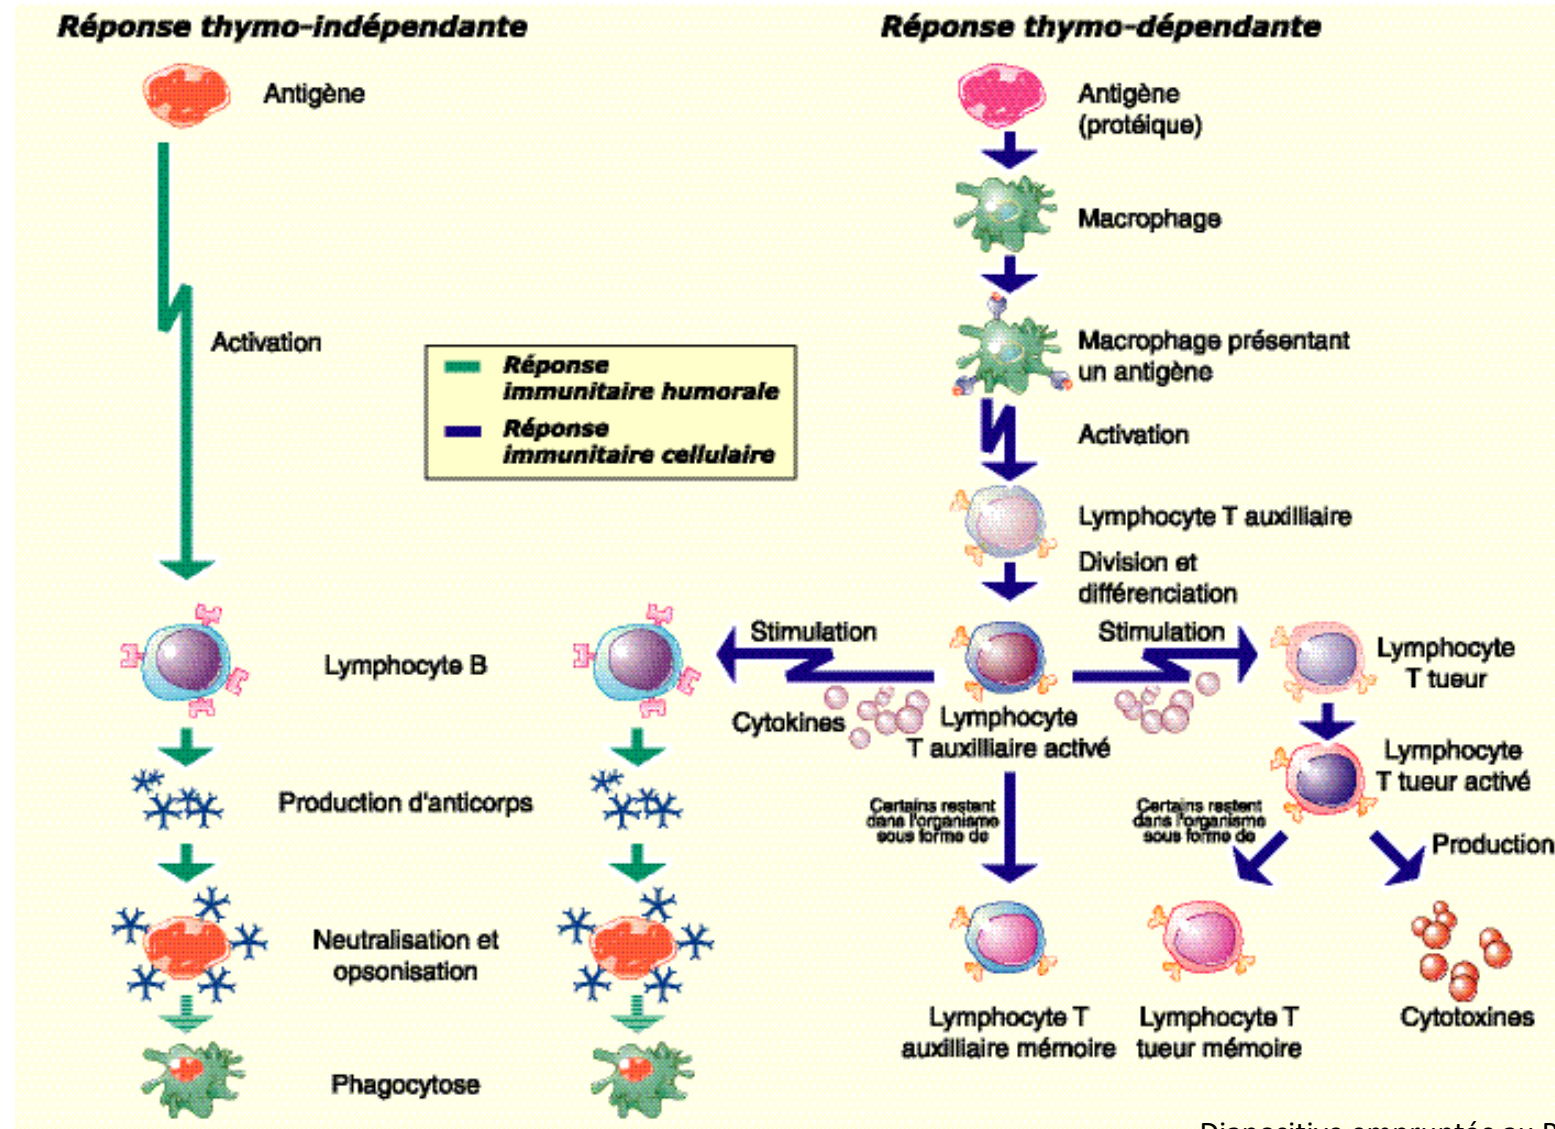 Réponse thymo-indépendante
Réponse thymo-dépendante
Antigène
Antigène
(protéique)
Macrophage
Activation
Macrophage présentant
un antigène
Réponse
immunitaire humorale
Réponse
immunitaire cellulaire
Activation
Lymphocyte T auxilliaire
Division et
différenciation
Stimulation
Stimulation
Lymphocyte B
Lymphocyte
T tueur
Cytokines
Lymphocyte
T auxilliaire activé
Lymphocyte
T tueur activé
Production d'anticorps
Certains restent
dans l'organisme
sous forme de
Certains restent
dans l'organisme
sous forme de
Production
Neutralisation et
opsonisation
Lymphocyte T
auxilliaire mémoire
Lymphocyte T
tueur mémoire
Cytotoxines
Phagocytose